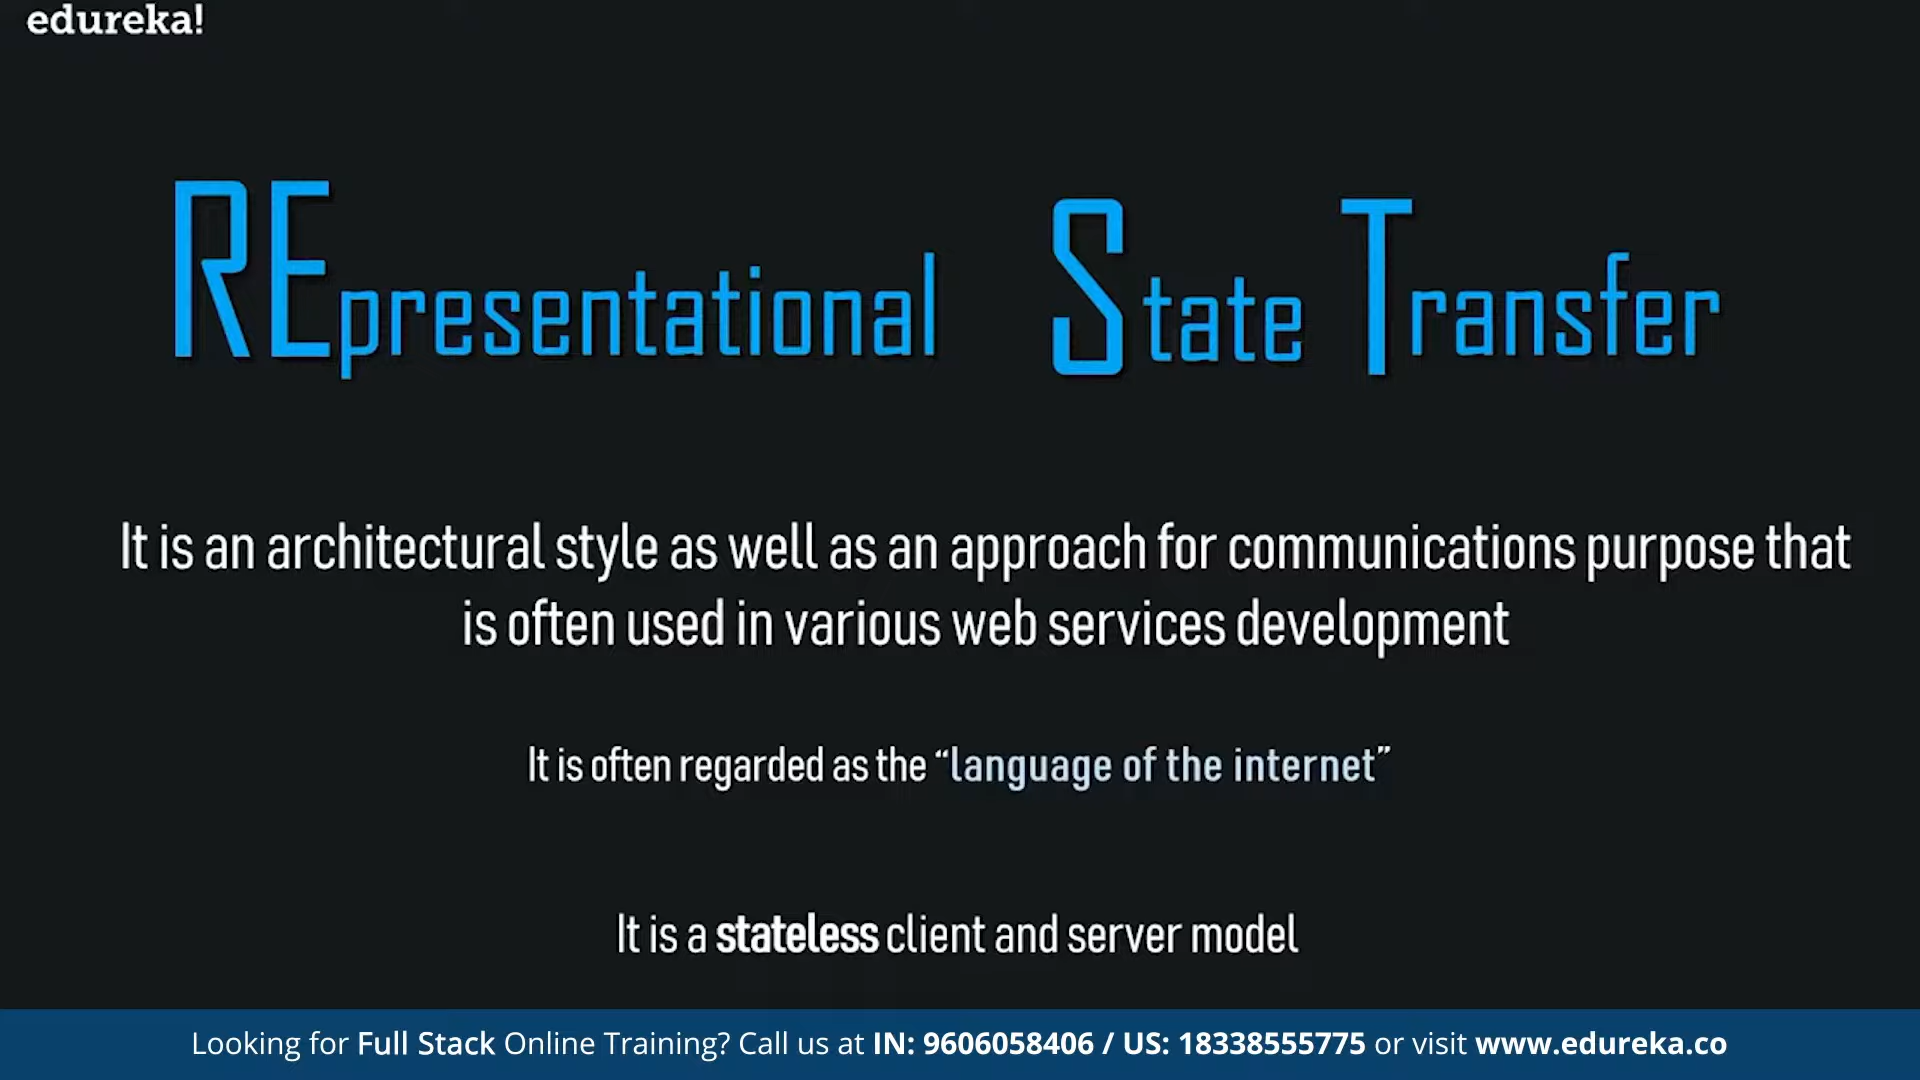 edureka!
REpresentational State Transfer
It is an architectural style as well as an approach for communications purpose that
is often used in various web services development
It is often regarded as the “language of the internet”
It is a stateless client and server model
Looking for Full Stack Online Training? Call us at IN: 9606058406 / US: 18338555775 or visit www.edureka.co